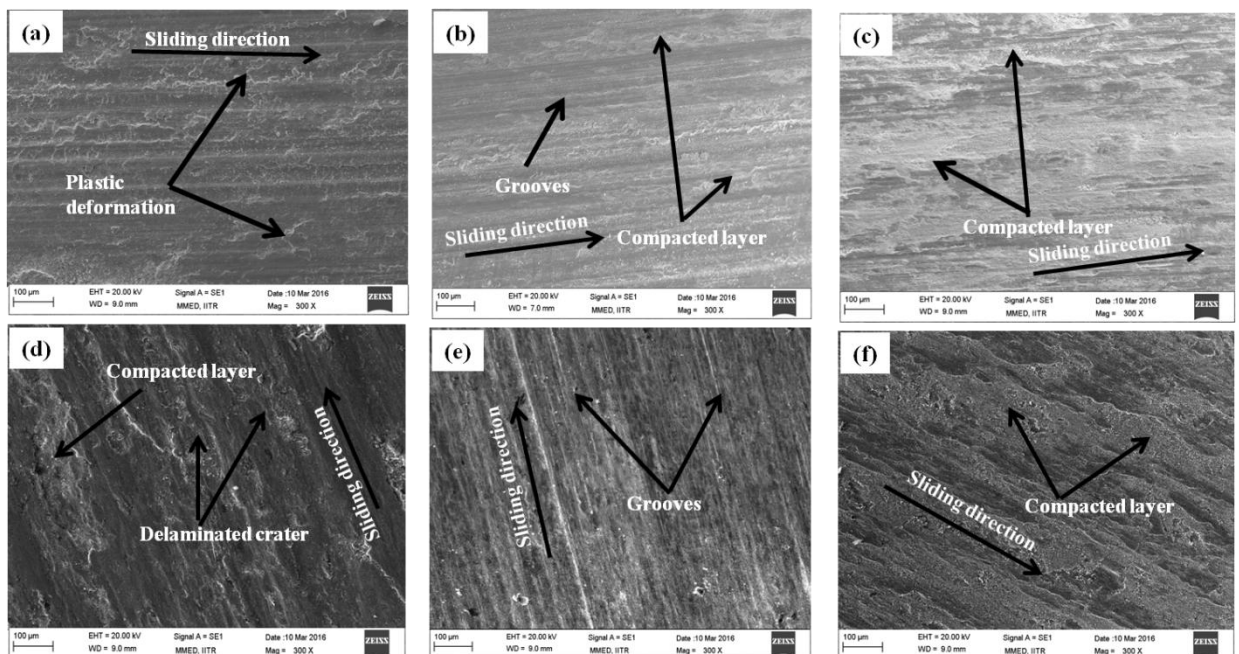 (a)
Sliding direction
Plastic
deformation
100 µm
EHT = 20.00 kV
WD = 9.0 mm
Signal A = SE1
MMED, IITR
Date :10 Mar 2016
Mag = 300 X
ZEISS
(b)
Grooves
Sliding direction
Compacted layer
100 µm
EHT = 20.00 kV
WD = 7.0 mm
Signal A = SE1
MMED, IITR
Date :10 Mar 2016
Mag = 300 X
ZEISS
(c)
Compacted
layer
Sliding direction
100 µm
EHT = 20.00 kV
WD = 9.0 mm
Signal A = SE1
MMED, IITR
Date :10 Mar 2016
Mag = 300 X
ZEISS
(d)
Compacted layer
Sliding direction
Delaminated crater
100 µm
EHT = 20.00 kV
WD = 9.0 mm
Signal A = SE1
MMED, IITR
Date :10 Mar 2016
Mag = 300 X
ZEISS
(e)
Sliding direction
Grooves
100 µm
EHT = 20.00 kV
WD = 9.0 mm
Signal A = SE1
MMED, IITR
Date :10 Mar 2016
Mag = 300 X
ZEISS
(f)
Sliding direction
Compacted layer
100 µm
EHT = 20.00 kV
WD = 9.0 mm
Signal A = SE1
MMED, IITR
Date :10 Mar 2016
Mag = 300 X
ZEISS